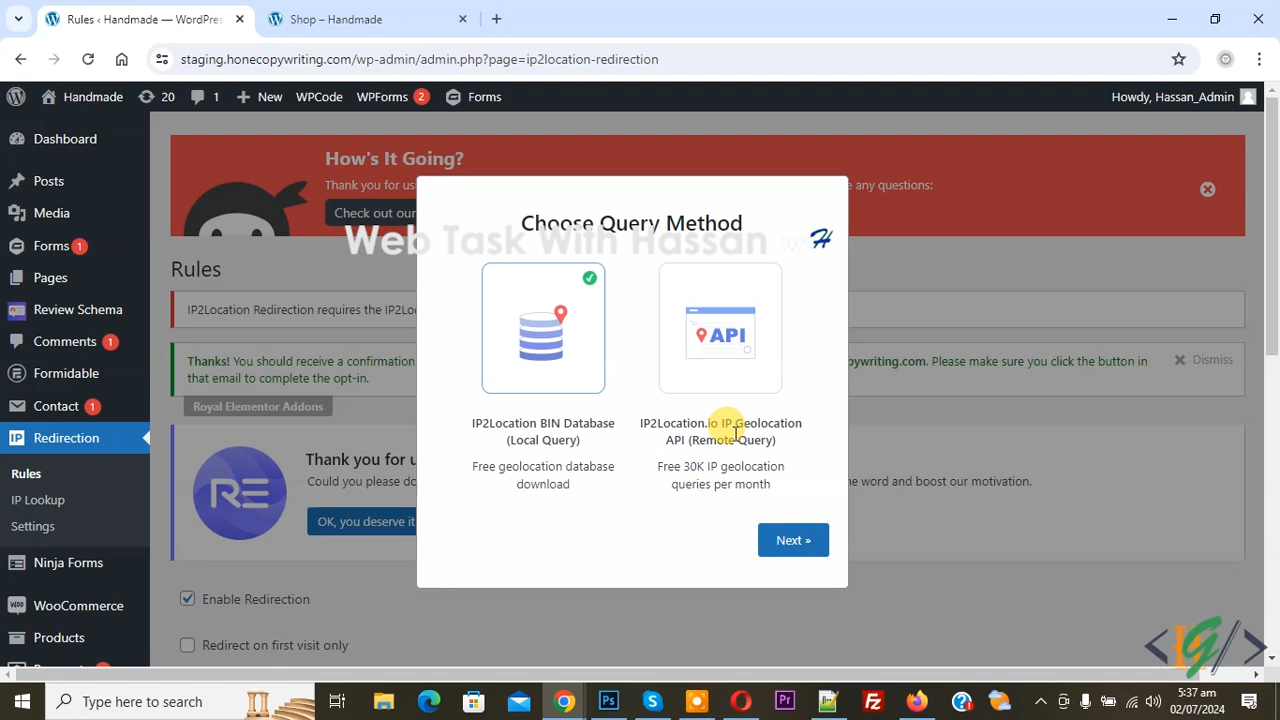 Rules ‹ Handmade — WordPres
Shop – Handmade
staging.honecopywriting.com/wp-admin/admin.php?page=ip2location-redirection
Handmade
20
1
New
WPCode
WPForms 2
Forms
Howdy, Hassan_Admin
Dashboard
Posts
Media
Forms 1
Pages
Review Schema
Comments 1
Formidable
Contact 1
IP Redirection
Rules
IP Lookup
Settings
Ninja Forms
WooCommerce
Products
How's It Going?
Thank you for us
e any questions:
Check out our
Rules
IP2Location Redirection requires the IP2Lo
Thanks! You should receive a confirmation
pywriting.com. Please make sure you click the button in
that email to complete the opt-in.
Dismiss
Royal Elementor Addons
RE
Thank you for u
Could you please do
he word and boost our motivation.
OK, you deserve it
Enable Redirection
Redirect on first visit only
Choose Query Method
Web Task With Hassan
H
API
IP2Location BIN Database
(Local Query)
Free geolocation database
download
IP2Location.io IP Geolocation
API (Remote Query)
Free 30K IP geolocation
queries per month
Next »
Type here to search
Ps
Pr
Fz
5:37 am
02/07/2024